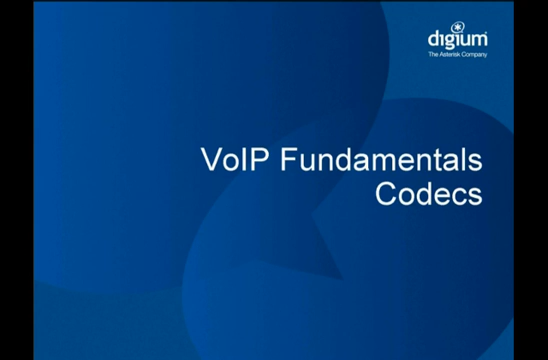 digium
The Asterisk Company
VoIP Fundamentals
Codecs